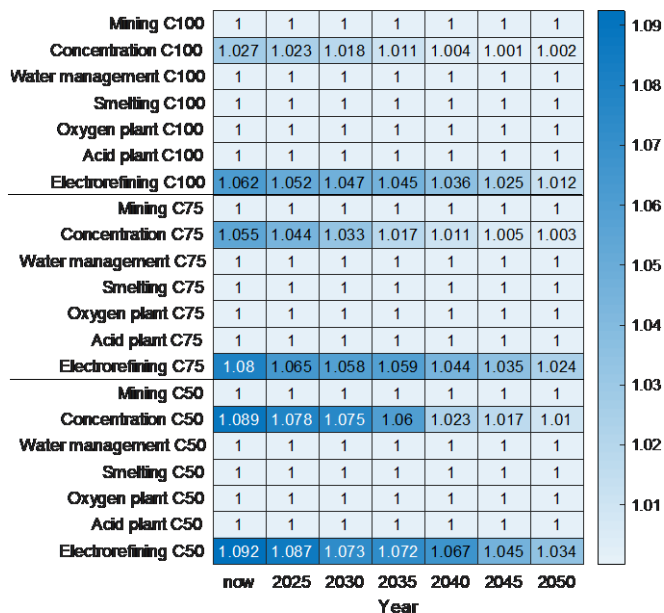 Mining C100 1 1 1 1 1 1 1
Concentration C100 1.027 1.023 1.018 1.011 1.004 1.001 1.002
Water management C100 1 1 1 1 1 1 1
Smelting C100 1 1 1 1 1 1 1
Oxygen plant C100 1 1 1 1 1 1 1
Acid plant C100 1 1 1 1 1 1 1
Electrorefining C100 1.062 1.052 1.047 1.045 1.036 1.025 1.012
Mining C75 1 1 1 1 1 1 1
Concentration C75 1.055 1.044 1.033 1.017 1.011 1.005 1.003
Water management C75 1 1 1 1 1 1 1
Smelting C75 1 1 1 1 1 1 1
Oxygen plant C75 1 1 1 1 1 1 1
Acid plant C75 1 1 1 1 1 1 1
Electrorefining C75 1.08 1.065 1.058 1.059 1.044 1.035 1.024
Mining C50 1 1 1 1 1 1 1
Concentration C50 1.089 1.078 1.075 1.06 1.023 1.017 1.01
Water management C50 1 1 1 1 1 1 1
Smelting C50 1 1 1 1 1 1 1
Oxygen plant C50 1 1 1 1 1 1 1
Acid plant C50 1 1 1 1 1 1 1
Electrorefining C50 1.092 1.087 1.073 1.072 1.067 1.045 1.034
now 2025 2030 2035 2040 2045 2050
Year
1.09
1.08
1.07
1.06
1.05
1.04
1.03
1.02
1.01